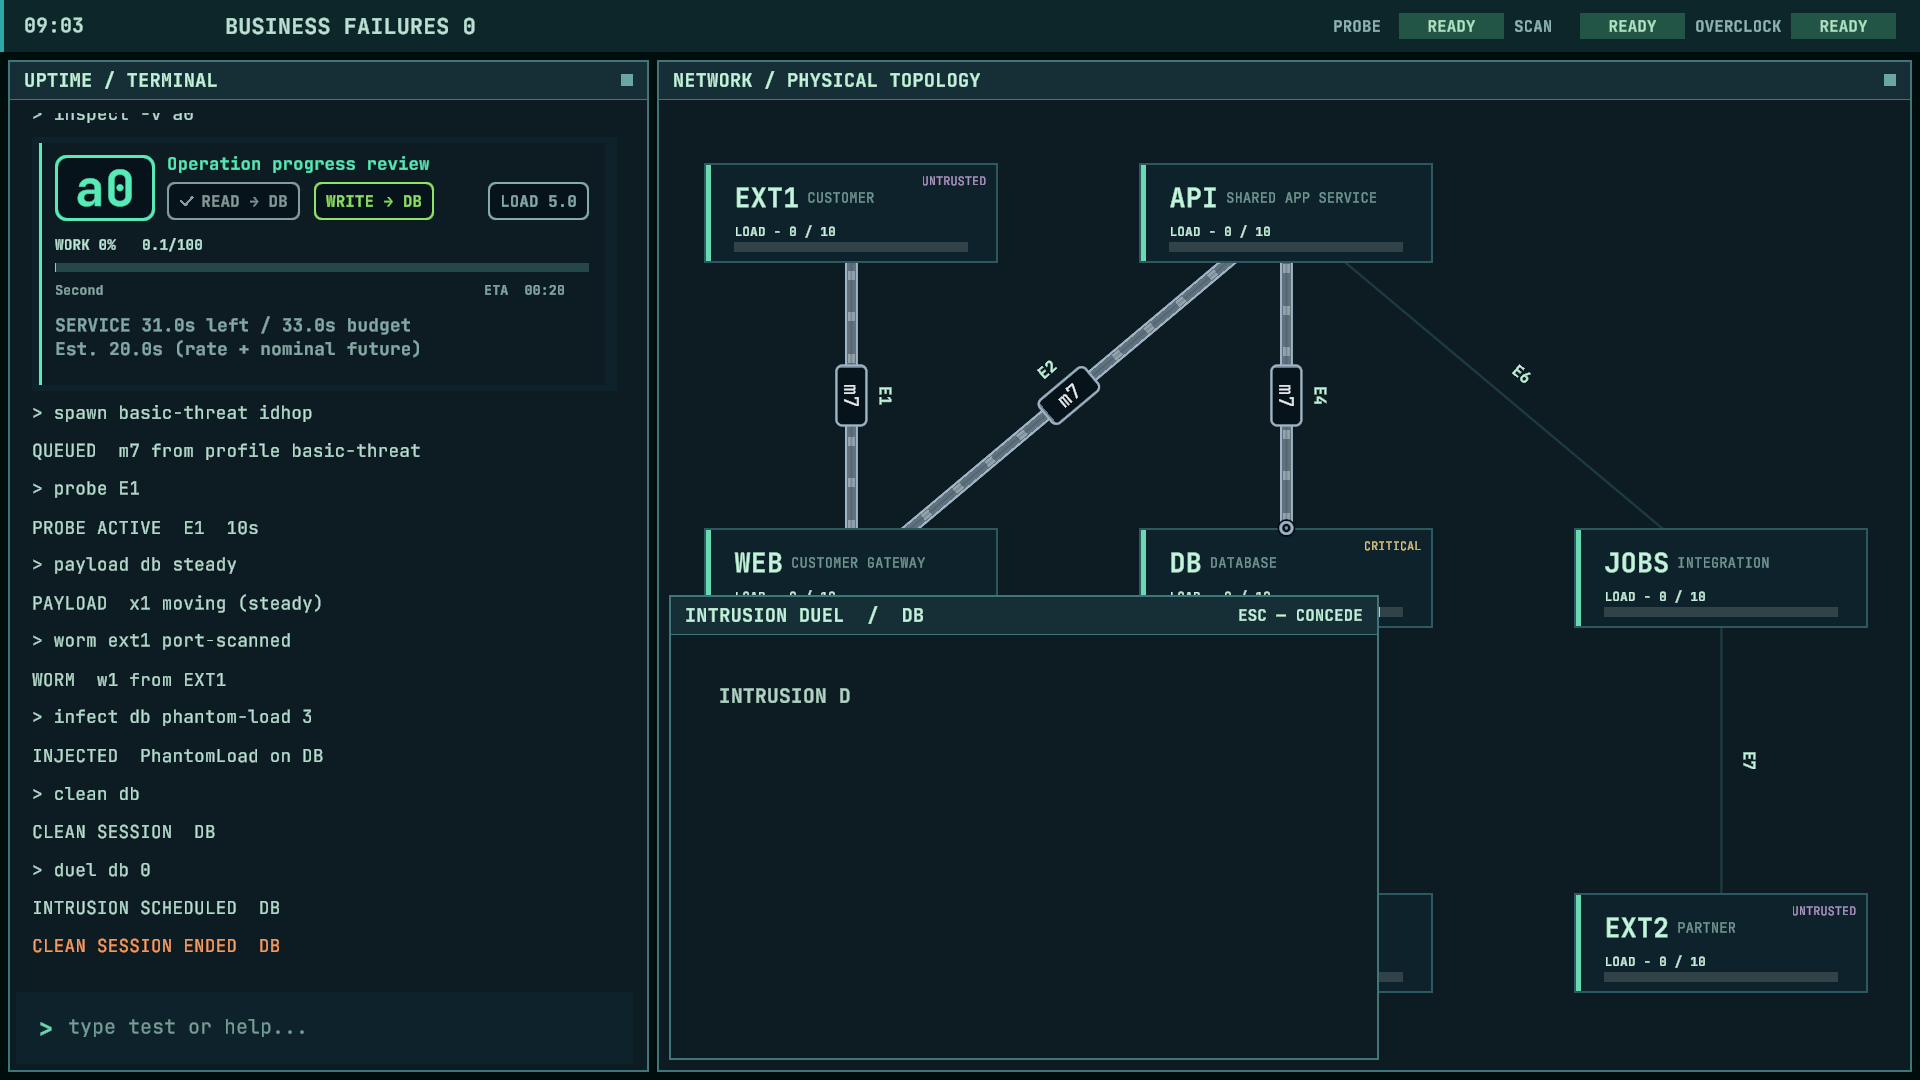 09:03
BUSINESS FAILURES 0
PROBE READY SCAN READY OVERCLOCK READY
UPTIME / TERMINAL
> inspect -v a0
a0
Operation progress review
✓ READ → DB
WRITE → DB
LOAD 5.0
WORK 0% 0.1/100
Second
ETA 00:20
SERVICE 31.0s left / 33.0s budget
Est. 20.0s (rate + nominal future)
> spawn basic-threat idhop
QUEUED m7 from profile basic-threat
> probe E1
PROBE ACTIVE E1 10s
> payload db steady
PAYLOAD x1 moving (steady)
> worm ext1 port-scanned
WORM w1 from EXT1
> infect db phantom-load 3
INJECTED PhantomLoad on DB
> clean db
CLEAN SESSION DB
> duel db 0
INTRUSION SCHEDULED DB
CLEAN SESSION ENDED DB
> type test or help...
NETWORK / PHYSICAL TOPOLOGY
UNTRUSTED
EXT1 CUSTOMER
LOAD - 0 / 10
API SHARED APP SERVICE
LOAD - 0 / 10
m7
E1
E2
m7
m7
E4
E6
WEB CUSTOMER GATEWAY
LOAD - 0 / 10
CRITICAL
DB DATABASE
LOAD - 0 / 10
JOBS INTEGRATION
LOAD - 0 / 10
INTRUSION DUEL / DB
ESC — CONCEDE
INTRUSION D
E7
UNTRUSTED
EXT2 PARTNER
LOAD - 0 / 10